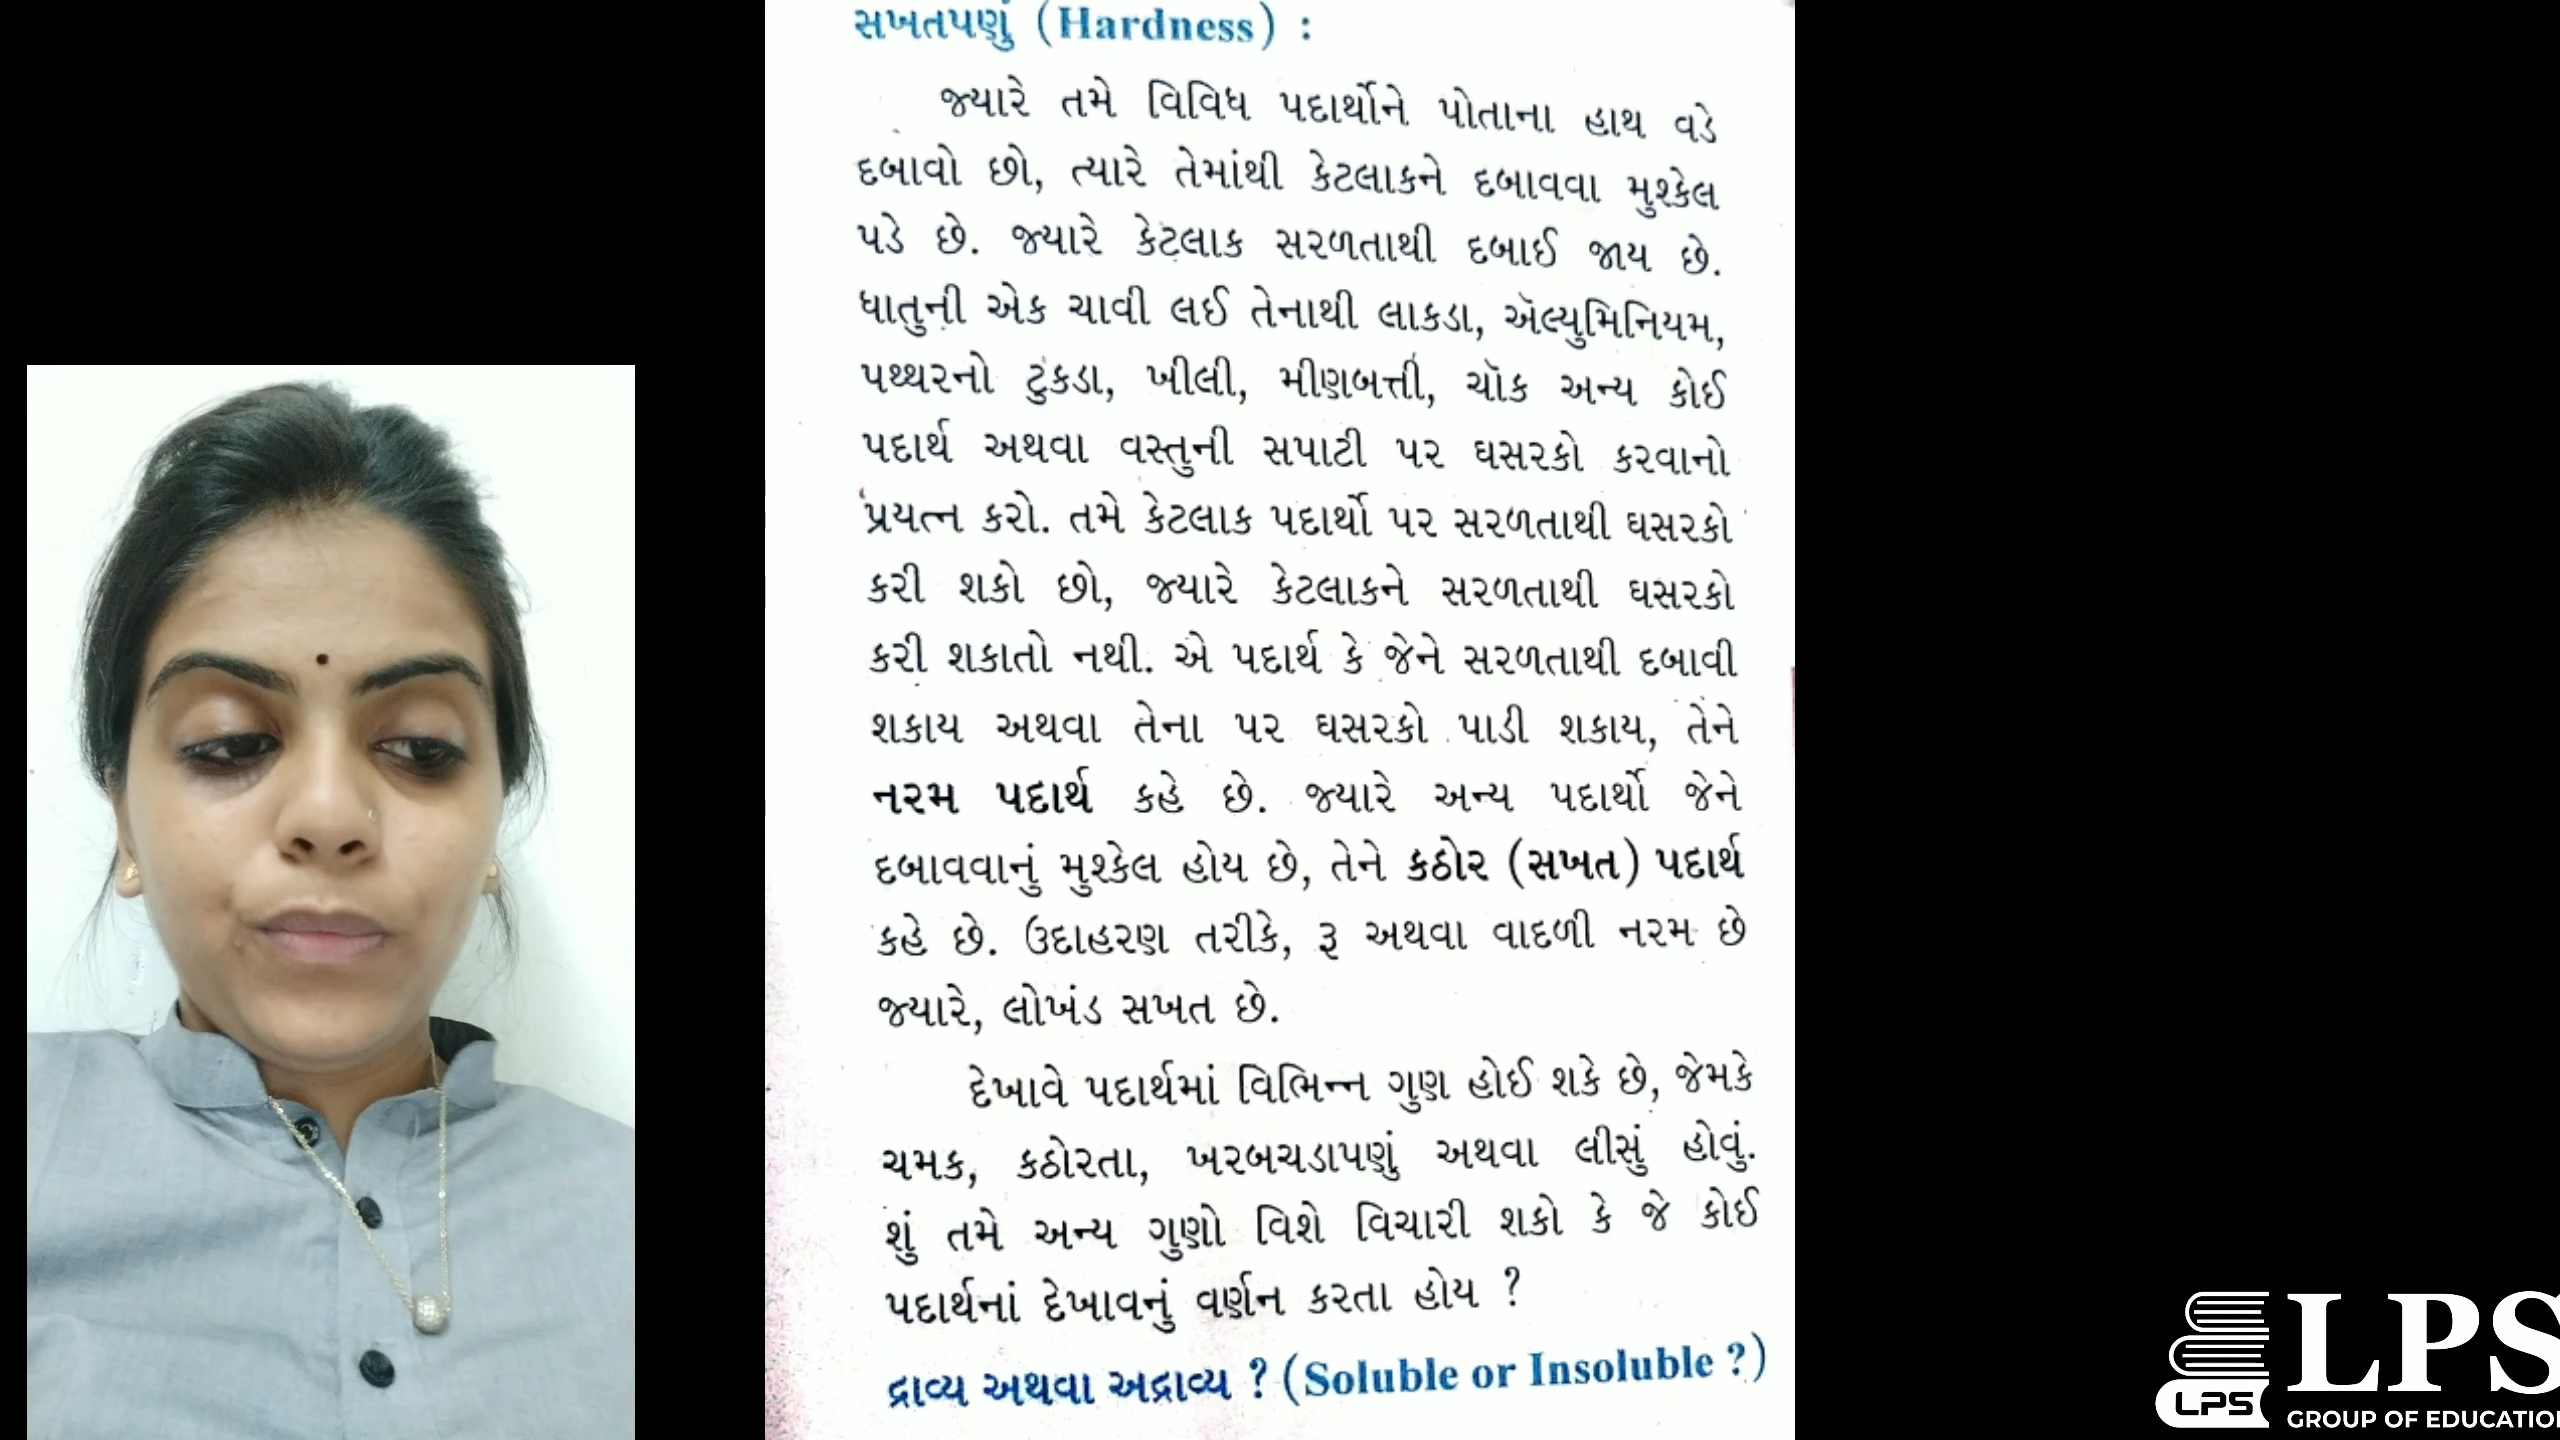 સખતપણું (Hardness) :
જ્યારે તમે વિવિધ પદાર્થોને પોતાના હાથ વડે
દબાવો છો, ત્યારે તેમાંથી કેટલાકને દબાવવા મુશ્કેલ
પડે છે. જ્યારે કેટલાક સરળતાથી દબાઈ જાય છે.
ધાતુની એક ચાવી લઈ તેનાથી લાકડા, ઍલ્યુમિનિયમ,
પથ્થરનો ટુકડા, ખીલી, મીણબત્તી, ચૉક અન્ય કોઈ
પદાર્થ અથવા વસ્તુની સપાટી પર ઘસરકો કરવાનો
પ્રયત્ન કરો. તમે કેટલાક પદાર્થો પર સરળતાથી ઘસરકો
કરી શકો છો, જ્યારે કેટલાકને સરળતાથી ઘસરકો
કરી શકાતો નથી. એ પદાર્થ કે જેને સરળતાથી દબાવી
શકાય અથવા તેના પર ઘસરકો પાડી શકાય, તેને
નરમ પદાર્થ કહે છે. જ્યારે અન્ય પદાર્થો જેને
દબાવવાનું મુશ્કેલ હોય છે, તેને કઠોર (સખત) પદાર્થ
કહે છે. ઉદાહરણ તરીકે, રૂ અથવા વાદળી નરમ છે
જ્યારે, લોખંડ સખત છે.
દેખાવે પદાર્થમાં વિભિન્ન ગુણ હોઈ શકે છે, જેમકે
ચમક, કઠોરતા, ખરબચડાપણું અથવા લીસું હોવું.
શું તમે અન્ય ગુણો વિશે વિચારી શકો કે જે કોઈ
પદાર્થનાં દેખાવનું વર્ણન કરતા હોય ?
દ્રાવ્ય અથવા અદ્રાવ્ય ? (Soluble or Insoluble ?)
LPS
LPS
GROUP OF EDUCATION